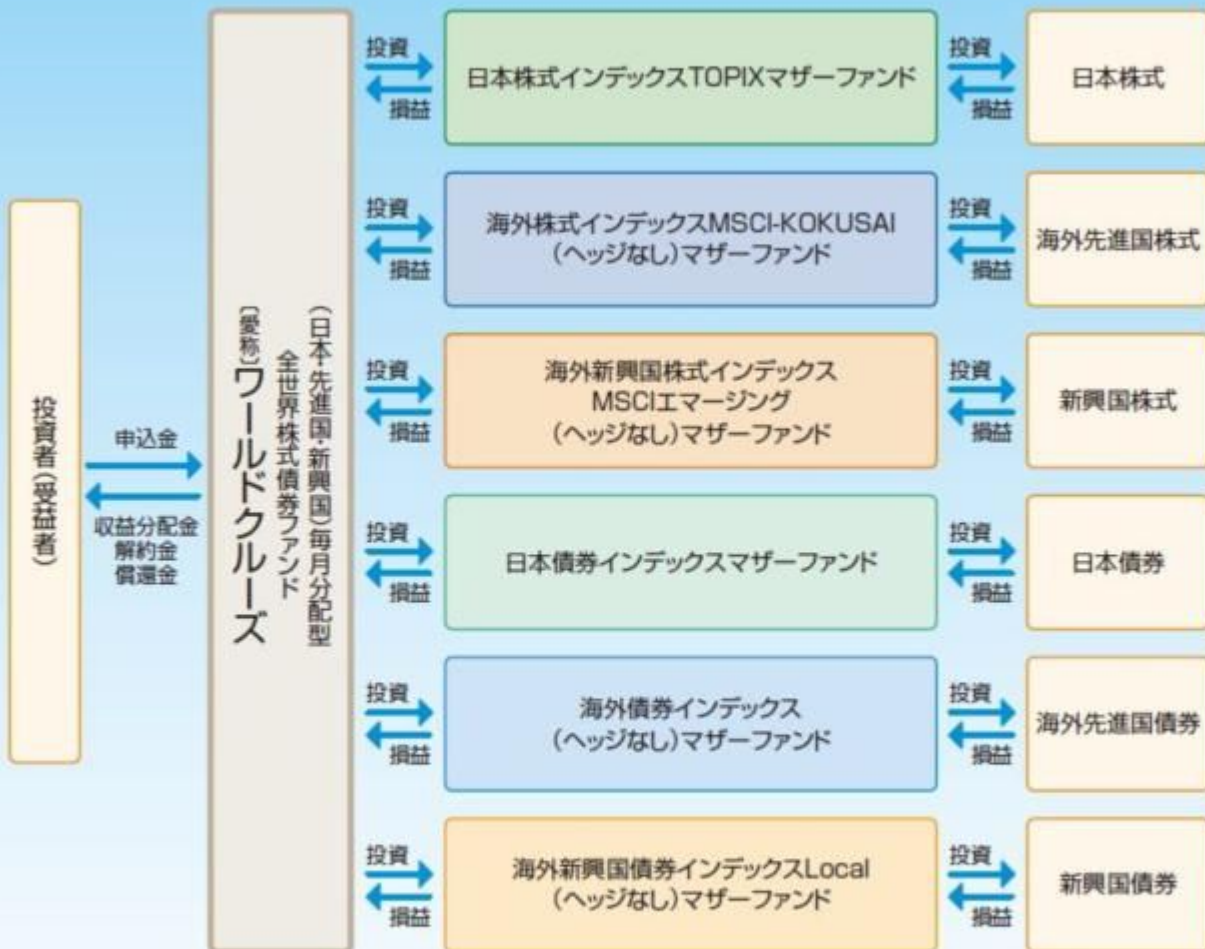 投資者(受益者)
申込金
収益分配金
解約金
償還金
(日本・先進国・新興国)毎月分配型
全世界株式債券ファンド
〔愛称〕ワールドクルーズ
投資
損益
日本株式インデックスTOPIXマザーファンド
投資
損益
日本株式
投資
損益
海外株式インデックスMSCI-KOKUSAI
(ヘッジなし)マザーファンド
投資
損益
海外先進国株式
投資
損益
海外新興国株式インデックス
MSCIエマージング
(ヘッジなし)マザーファンド
投資
損益
新興国株式
投資
損益
日本債券インデックスマザーファンド
投資
損益
日本債券
投資
損益
海外債券インデックス
(ヘッジなし)マザーファンド
投資
損益
海外先進国債券
投資
損益
海外新興国債券インデックスLocal
(ヘッジなし)マザーファンド
投資
損益
新興国債券